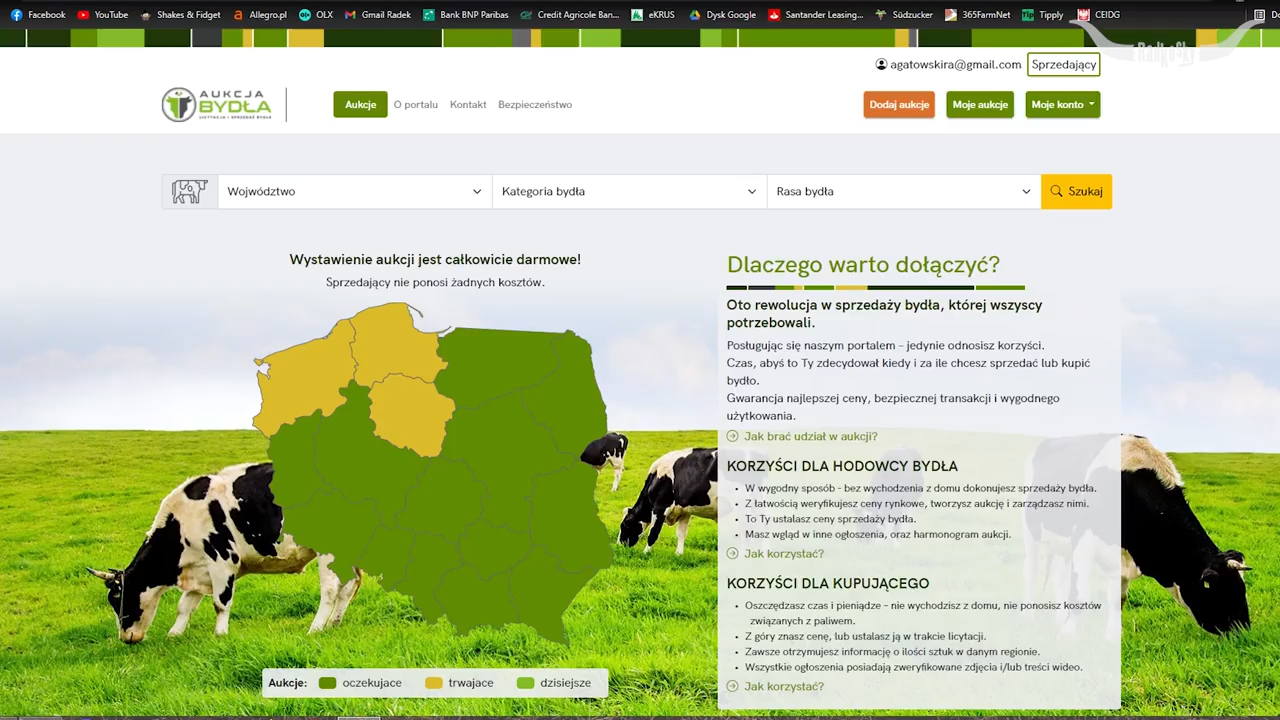 Facebook YouTube Shakes & Fidget Allegro.pl OLX Gmail Radek Bank BNP Paribas Credit Agricole Ban... eKRUS Dysk Google Santander Leasing... Südzucker 365FarmNet Tipply CEIDG
agatowskira@gmail.com Sprzedający
AUKCJA
BYDŁA
LICYTACJA I SPRZEDAŻ BYDŁA
Aukcje O portalu Kontakt Bezpieczeństwo Dodaj aukcje Moje aukcje Moje konto
Województwo Kategoria bydła Rasa bydła Szukaj
Wystawienie aukcji jest całkowicie darmowe!
Sprzedający nie ponosi żadnych kosztów.
Aukcje: oczekujace trwajace dzisiejsze
Dlaczego warto dołączyć?
Oto rewolucja w sprzedaży bydła, której wszyscy
potrzebowali.
Posługując się naszym portalem – jedynie odnosisz korzyści.
Czas, abyś to Ty zdecydował kiedy i za ile chcesz sprzedać lub kupić
bydło.
Gwarancja najlepszej ceny, bezpiecznej transakcji i wygodnego
użytkowania.
Jak brać udział w aukcji?
KORZYŚCI DLA HODOWCY BYDŁA
• W wygodny sposób - bez wychodzenia z domu dokonujesz sprzedaży bydła.
• Z łatwością weryfikujesz ceny rynkowe, tworzysz aukcję i zarządzasz nimi.
• To Ty ustalasz ceny sprzedaży bydła.
• Masz wgląd w inne ogłoszenia, oraz harmonogram aukcji.
Jak korzystać?
KORZYŚCI DLA KUPUJĄCEGO
• Oszczędzasz czas i pieniądze – nie wychodzisz z domu, nie ponosisz kosztów
związanych z paliwem.
• Z góry znasz cenę, lub ustalasz ją w trakcie licytacji.
• Zawsze otrzymujesz informację o ilości sztuk w danym regionie.
• Wszystkie ogłoszenia posiadają zweryfikowane zdjęcia i/lub treści wideo.
Jak korzystać?